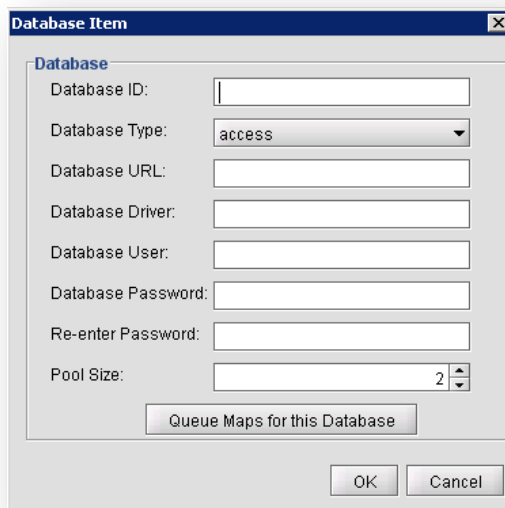 Database Item
Database
Database ID:
Database Type: access
Database URL:
Database Driver:
Database User:
Database Password:
Re-enter Password:
Pool Size: 2
Queue Maps for this Database
OK Cancel